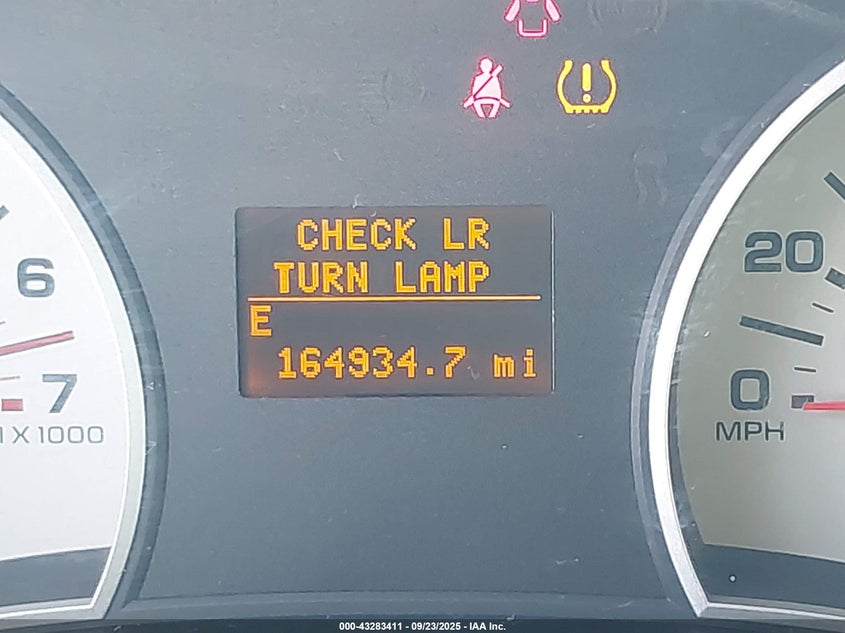 CHECK LR
TURN LAMP
E
164934.7 mi
6
7
X 1000
20
0
MPH
000-43283411 - 09/23/2025 - IAA Inc.